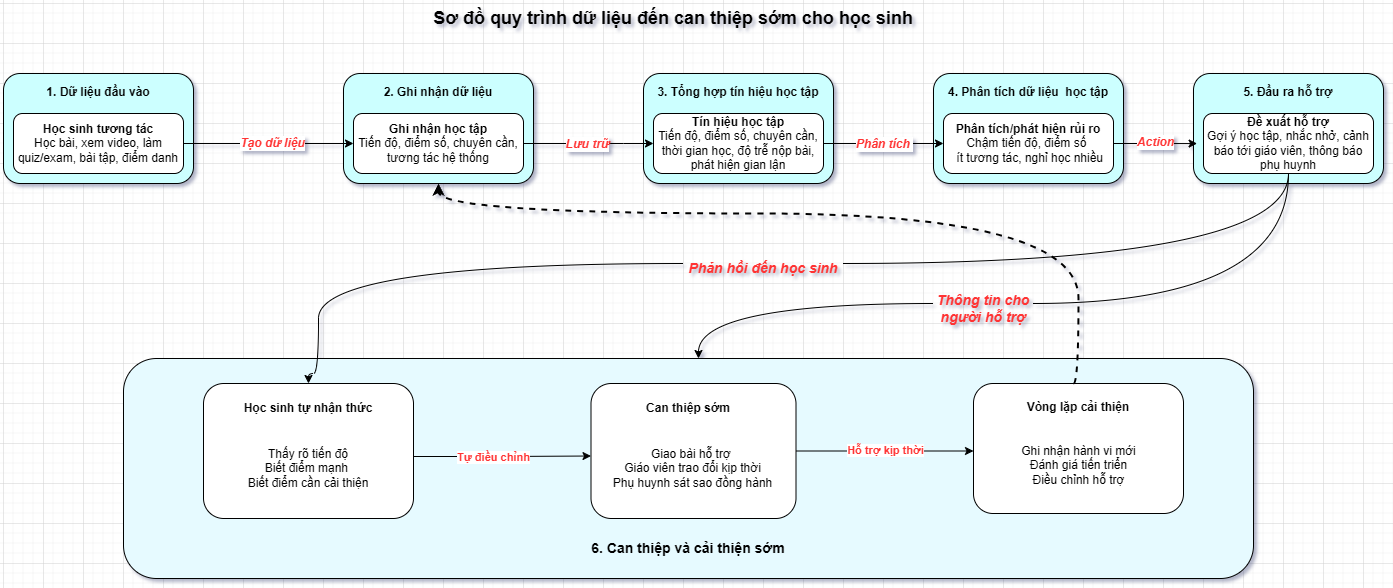 Sơ đồ quy trình dữ liệu đến can thiệp sớm cho học sinh
1. Dữ liệu đầu vào
Học sinh tương tác
Học bài, xem video, làm
quiz/exam, bài tập, điểm danh
Tạo dữ liệu
2. Ghi nhận dữ liệu
Ghi nhận học tập
Tiến độ, điểm số, chuyên cần,
tương tác hệ thống
Lưu trữ
3. Tổng hợp tín hiệu học tập
Tín hiệu học tập
Tiến độ, điểm số, chuyên cần,
thời gian học, độ trễ nộp bài,
phát hiện gian lận
Phân tích
4. Phân tích dữ liệu học tập
Phân tích/phát hiện rủi ro
Chậm tiến độ, điểm số
ít tương tác, nghỉ học nhiều
Action
5. Đầu ra hỗ trợ
Đề xuất hỗ trợ
Gợi ý học tập, nhắc nhở, cảnh
báo tới giáo viên, thông báo
phụ huynh
Phản hồi đến học sinh
Thông tin cho
người hỗ trợ
Học sinh tự nhận thức
Thấy rõ tiến độ
Biết điểm mạnh
Biết điểm cần cải thiện
Tự điều chỉnh
Can thiệp sớm
Giao bài hỗ trợ
Giáo viên trao đổi kịp thời
Phụ huynh sát sao đồng hành
Hỗ trợ kịp thời
Vòng lặp cải thiện
Ghi nhận hành vi mới
Đánh giá tiến triển
Điều chỉnh hỗ trợ
6. Can thiệp và cải thiện sớm